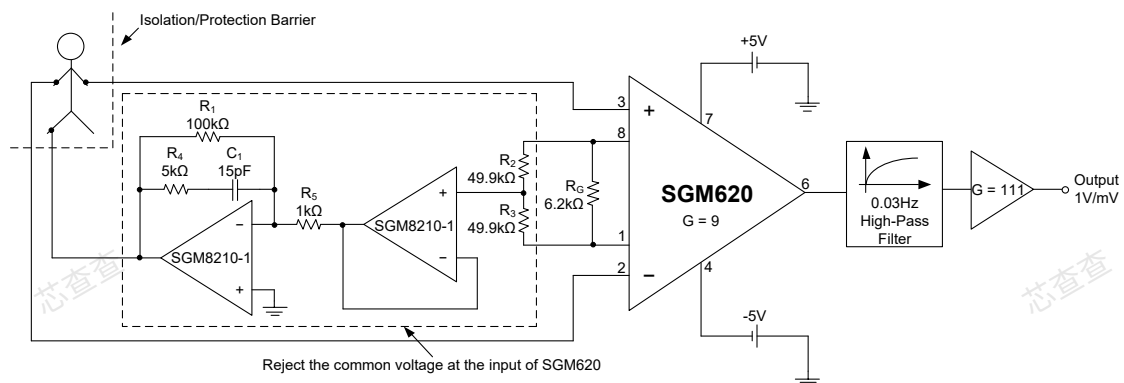 Isolation/Protection Barrier
+5V
R1
100kΩ
R4
5kΩ
C1
15pF
R5
1kΩ
R2
49.9kΩ
R3
49.9kΩ
RG
6.2kΩ
+
−
SGM8210-1
−
+
SGM8210-1
3
8
1
2
+
−
7
4
6
SGM620
G = 9
-5V
0.03Hz
High-Pass
Filter
G = 111
Output
1V/mV
Reject the common voltage at the input of SGM620
芯查查
芯查查